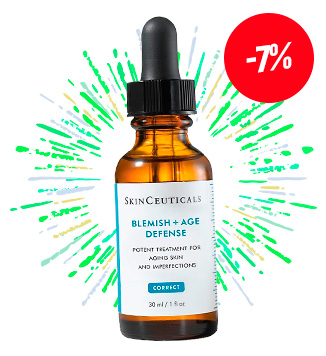 -7%
SKINCEUTICALS
BLEMISH + AGE
DEFENSE
POTENT TREATMENT FOR
AGING SKIN
AND IMPERFECTIONS
CORRECT
30 ml / 1 fl oz